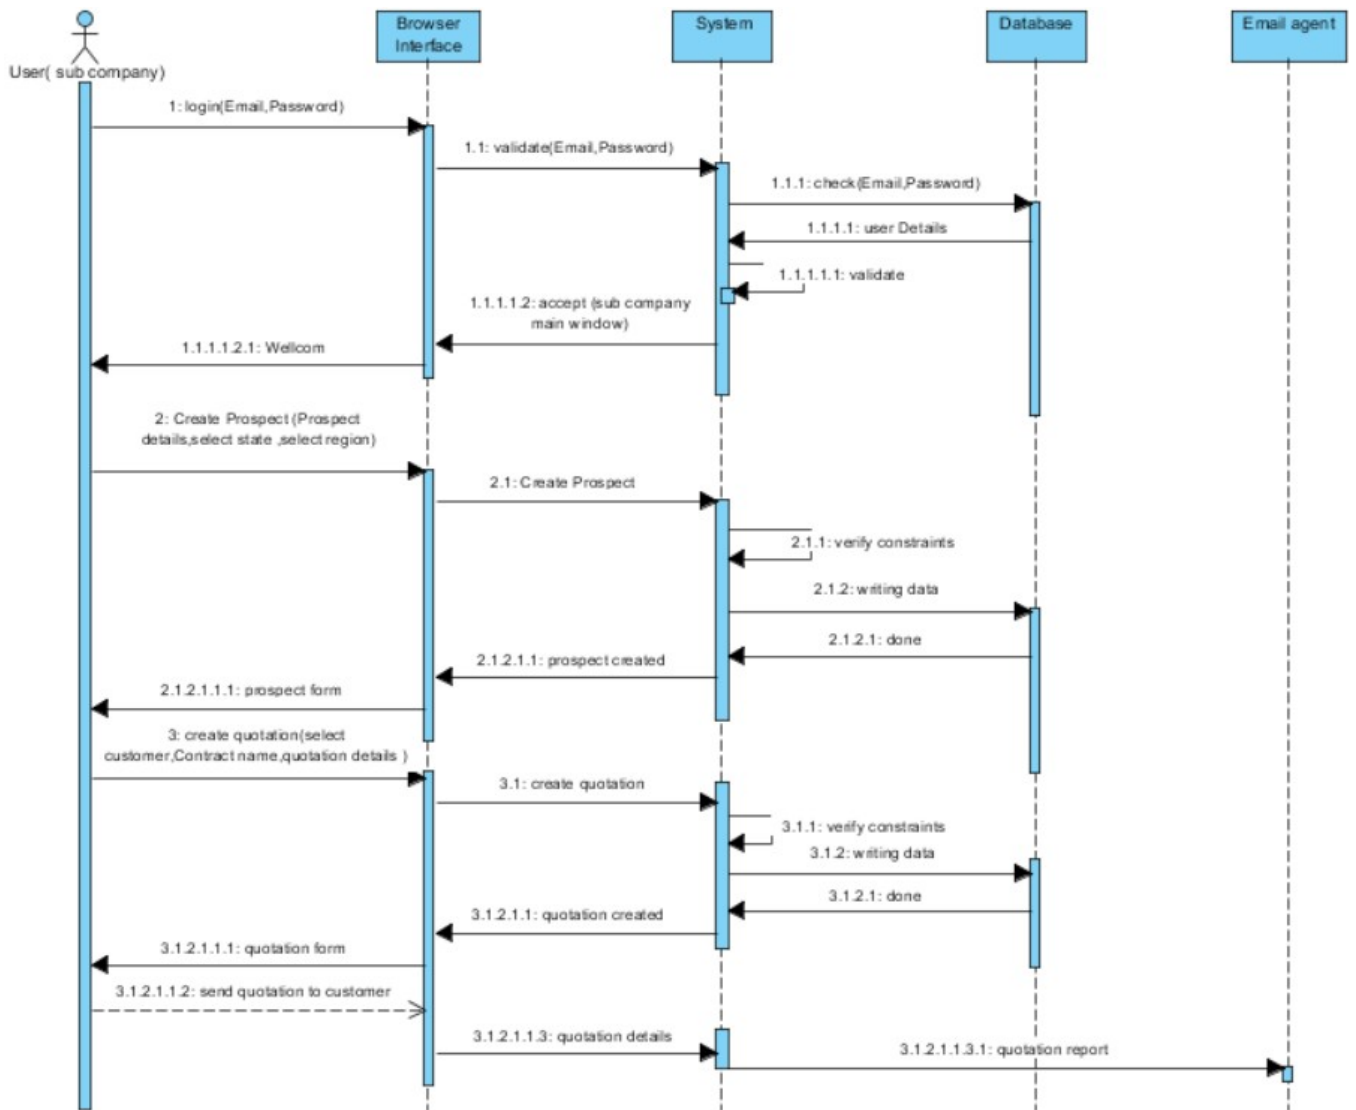 Browser
Interface
System
Database
Email agent
User( sub company)
1: login(Email,Password)
1.1: validate(Email,Password)
1.1.1: check(Email,Password)
1.1.1.1: user Details
1.1.1.1.1: validate
1.1.1.1.2: accept (sub company
main window)
1.1.1.1.2.1: Wellcom
2: Create Prospect (Prospect
details,select state ,select region)
2.1: Create Prospect
2.1.1: verify constraints
2.1.2: writing data
2.1.2.1: done
2.1.2.1.1: prospect created
2.1.2.1.1.1: prospect form
3: create quotation(select
customer,Contract name,quotation details )
3.1: create quotation
3.1.1: verify constraints
3.1.2: writing data
3.1.2.1: done
3.1.2.1.1: quotation created
3.1.2.1.1.1: quotation form
3.1.2.1.1.2: send quotation to customer
3.1.2.1.1.3: quotation details
3.1.2.1.1.3.1: quotation report